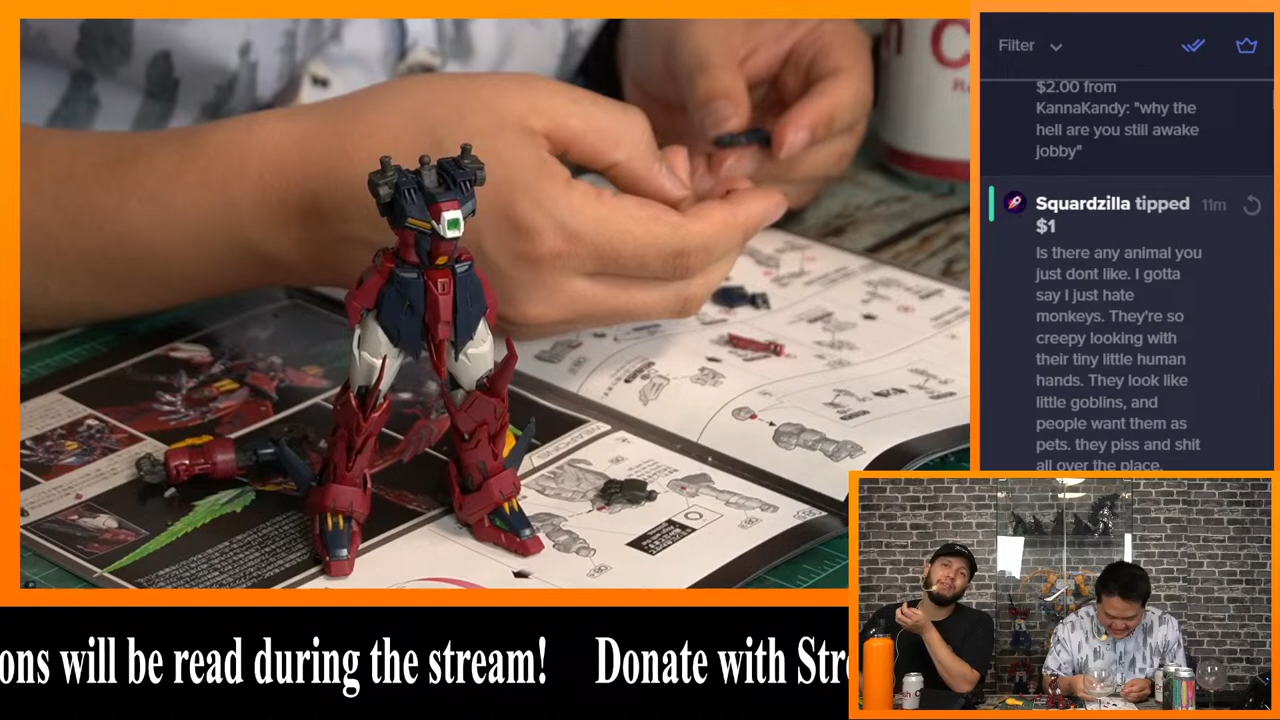 Filter
$2.00 from
KannaKandy: "why the
hell are you still awake
jobby"
Squardzilla tipped 11m
$1
Is there any animal you
just dont like. I gotta
say I just hate
monkeys. They're so
creepy looking with
their tiny little human
hands. They look like
little goblins, and
people want them as
pets. they piss and shit
all over the place.
WEAPONS
ons will be read during the stream! Donate with Stre